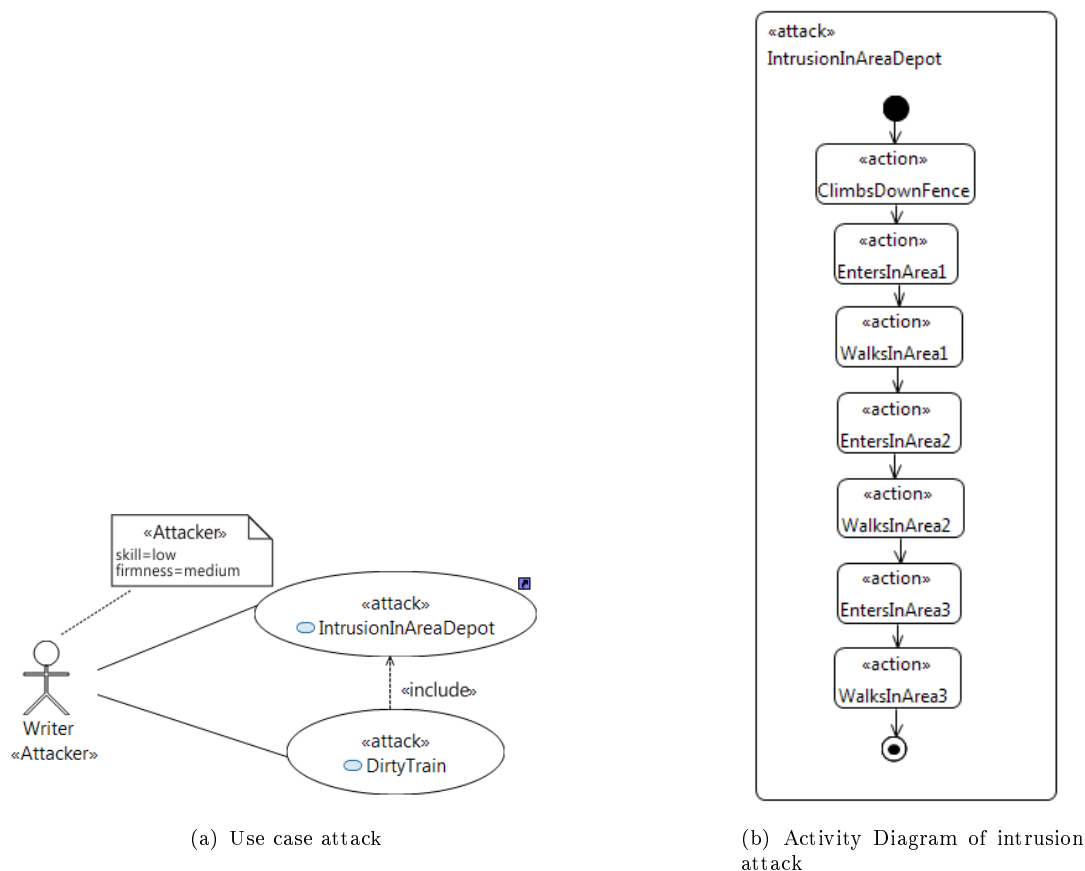 «Attacker»
skill=low
firmness=medium
«attack»
IntrusionInAreaDepot
«include»
«attack»
DirtyTrain
Writer
«Attacker»
(a) Use case attack
«attack»
IntrusionInAreaDepot
«action»
ClimbsDownFence
«action»
EntersInArea1
«action»
WalksInArea1
«action»
EntersInArea2
«action»
WalksInArea2
«action»
EntersInArea3
«action»
WalksInArea3
(b) Activity Diagram of intrusion
attack